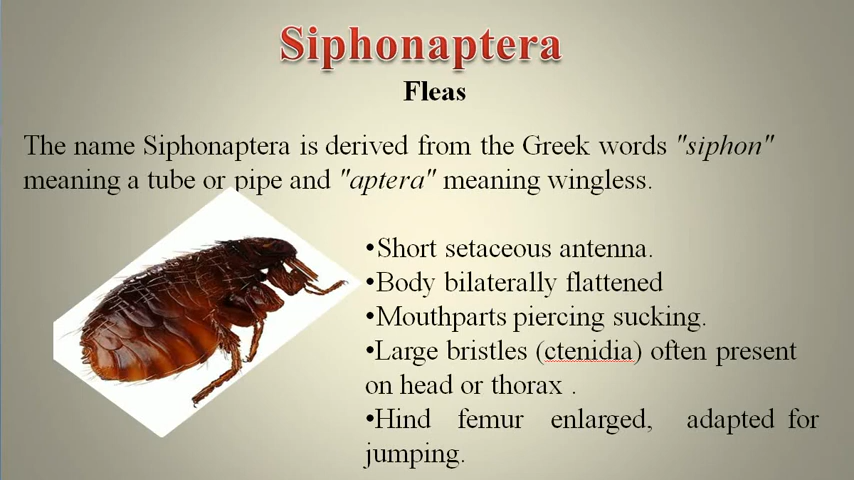 Siphonaptera
Fleas
The name Siphonaptera is derived from the Greek words "siphon"
meaning a tube or pipe and "aptera" meaning wingless.
•Short setaceous antenna.
•Body bilaterally flattened
•Mouthparts piercing sucking.
•Large bristles (ctenidia) often present
on head or thorax .
•Hind femur enlarged, adapted for
jumping.